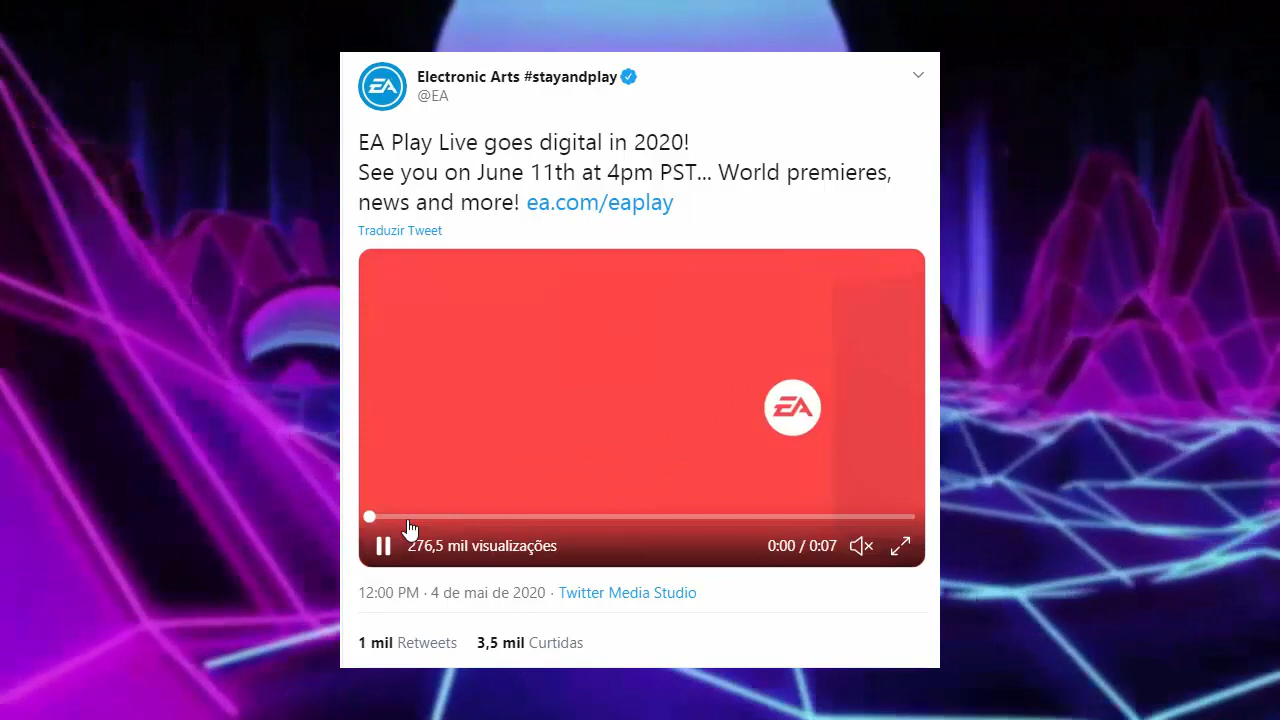 EA
Electronic Arts #stayandplay
@EA
EA Play Live goes digital in 2020!
See you on June 11th at 4pm PST... World premieres,
news and more! ea.com/eaplay
Traduzir Tweet
EA
276,5 mil visualizações 0:00 / 0:07
12:00 PM · 4 de mai de 2020 · Twitter Media Studio
1 mil Retweets 3,5 mil Curtidas